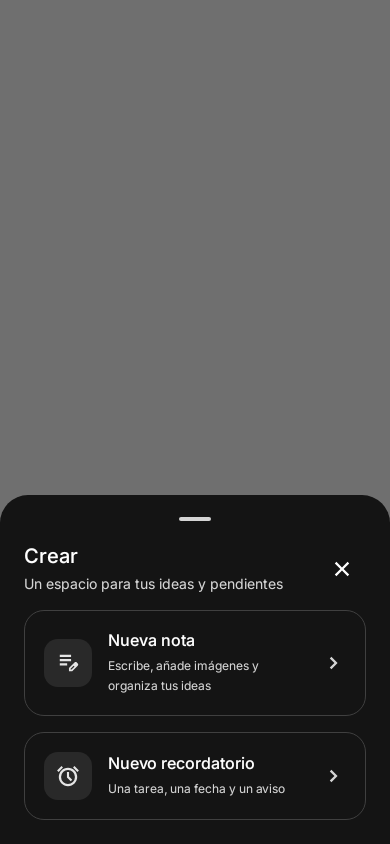 Crear
Un espacio para tus ideas y pendientes
Nueva nota
Escribe, añade imágenes y
organiza tus ideas
Nuevo recordatorio
Una tarea, una fecha y un aviso